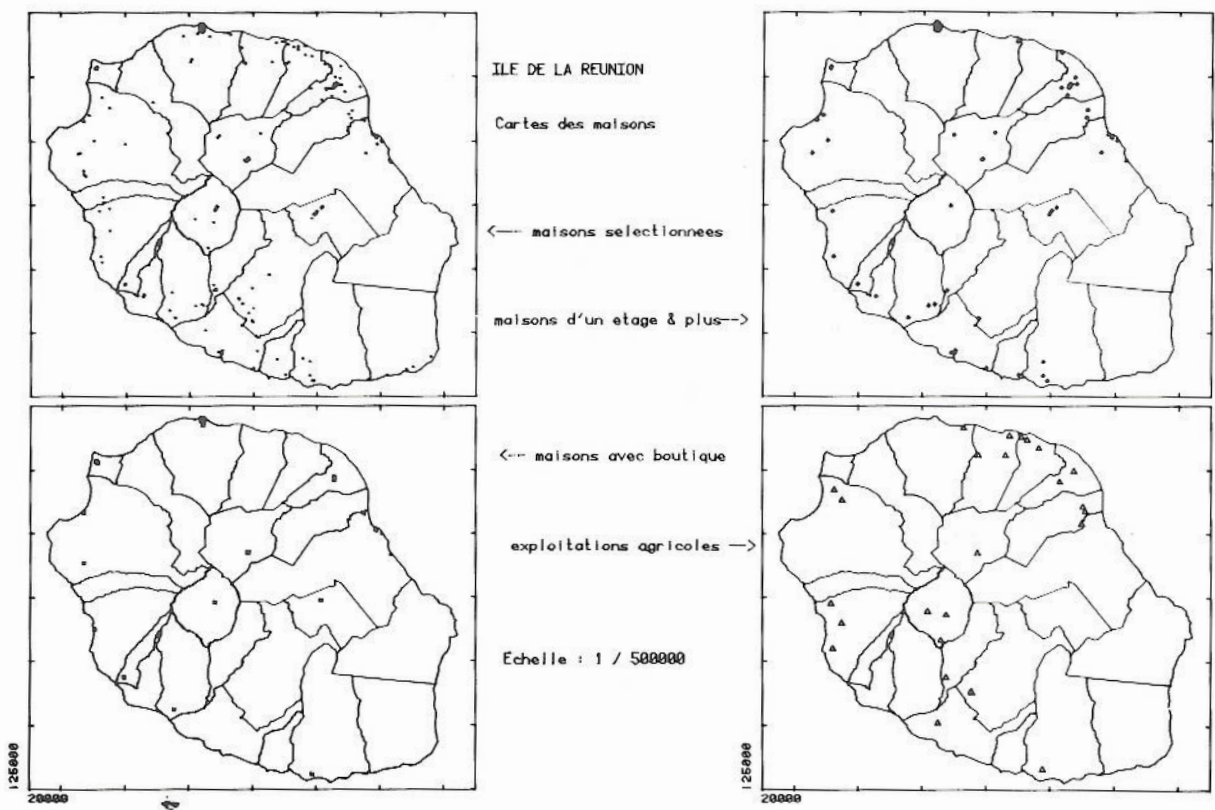 ILE DE LA REUNION
Cartes des maisons
<--- maisons selectionnees
maisons d'un etage & plus-->
<--- maisons avec boutique
exploitations agricoles -->
Echelle : 1 / 500000
125000
20000
125000
20000